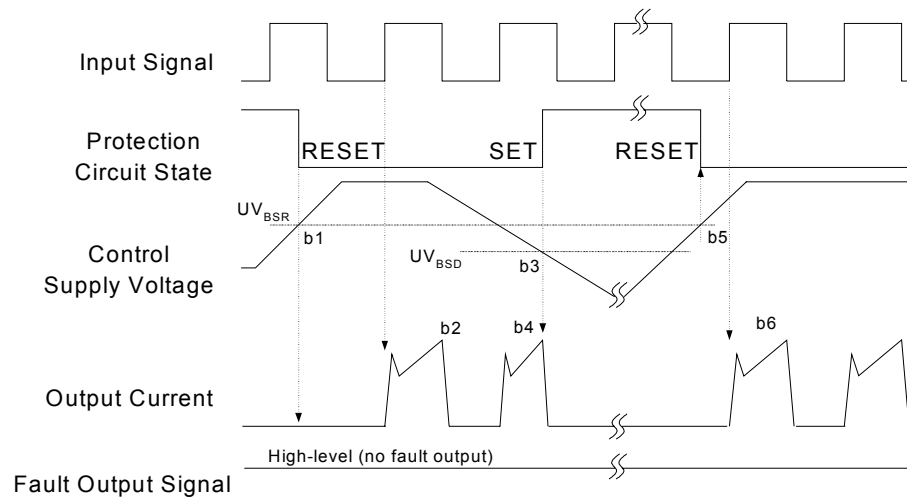 Input Signal
Protection
Circuit State
RESET
SET
RESET
UV_BSR
b1
b5
Control
Supply Voltage
UV_BSD
b3
b2
b4
b6
Output Current
High-level (no fault output)
Fault Output Signal